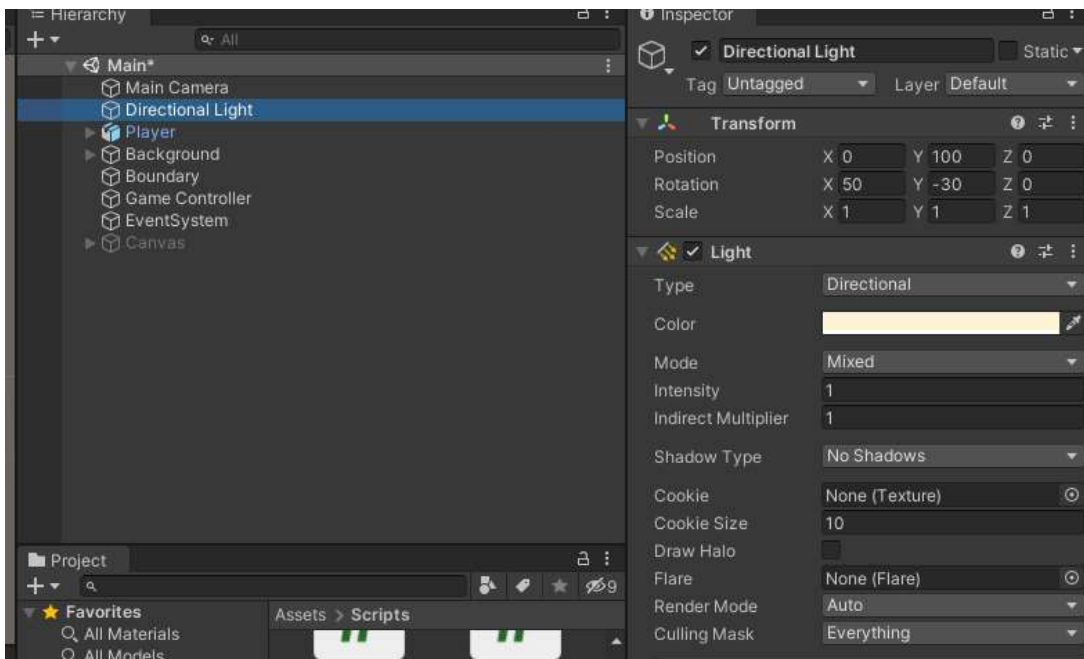 Hierarchy
All
Main*
Main Camera
Directional Light
Player
Background
Boundary
Game Controller
EventSystem
Canvas
Project
9
Favorites
All Materials
All Models
Assets > Scripts
Inspector
Directional Light
Static
Tag Untagged Layer Default
Transform
Position X 0 Y 100 Z 0
Rotation X 50 Y -30 Z 0
Scale X 1 Y 1 Z 1
Light
Type Directional
Color
Mode Mixed
Intensity 1
Indirect Multiplier 1
Shadow Type No Shadows
Cookie None (Texture)
Cookie Size 10
Draw Halo
Flare None (Flare)
Render Mode Auto
Culling Mask Everything